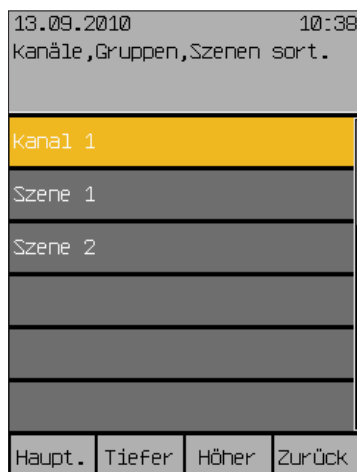 13.09.2010 10:38
Kanäle,Gruppen,Szenen sort.
Kanal 1
Szene 1
Szene 2
Haupt. Tiefer Höher Zurück